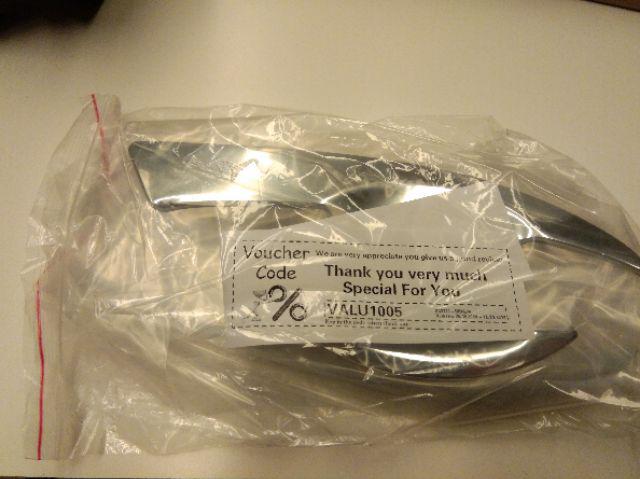 Voucher Code
We are very appreciate you give us a good review
Thank you very much
Special For You
%
VALU1005